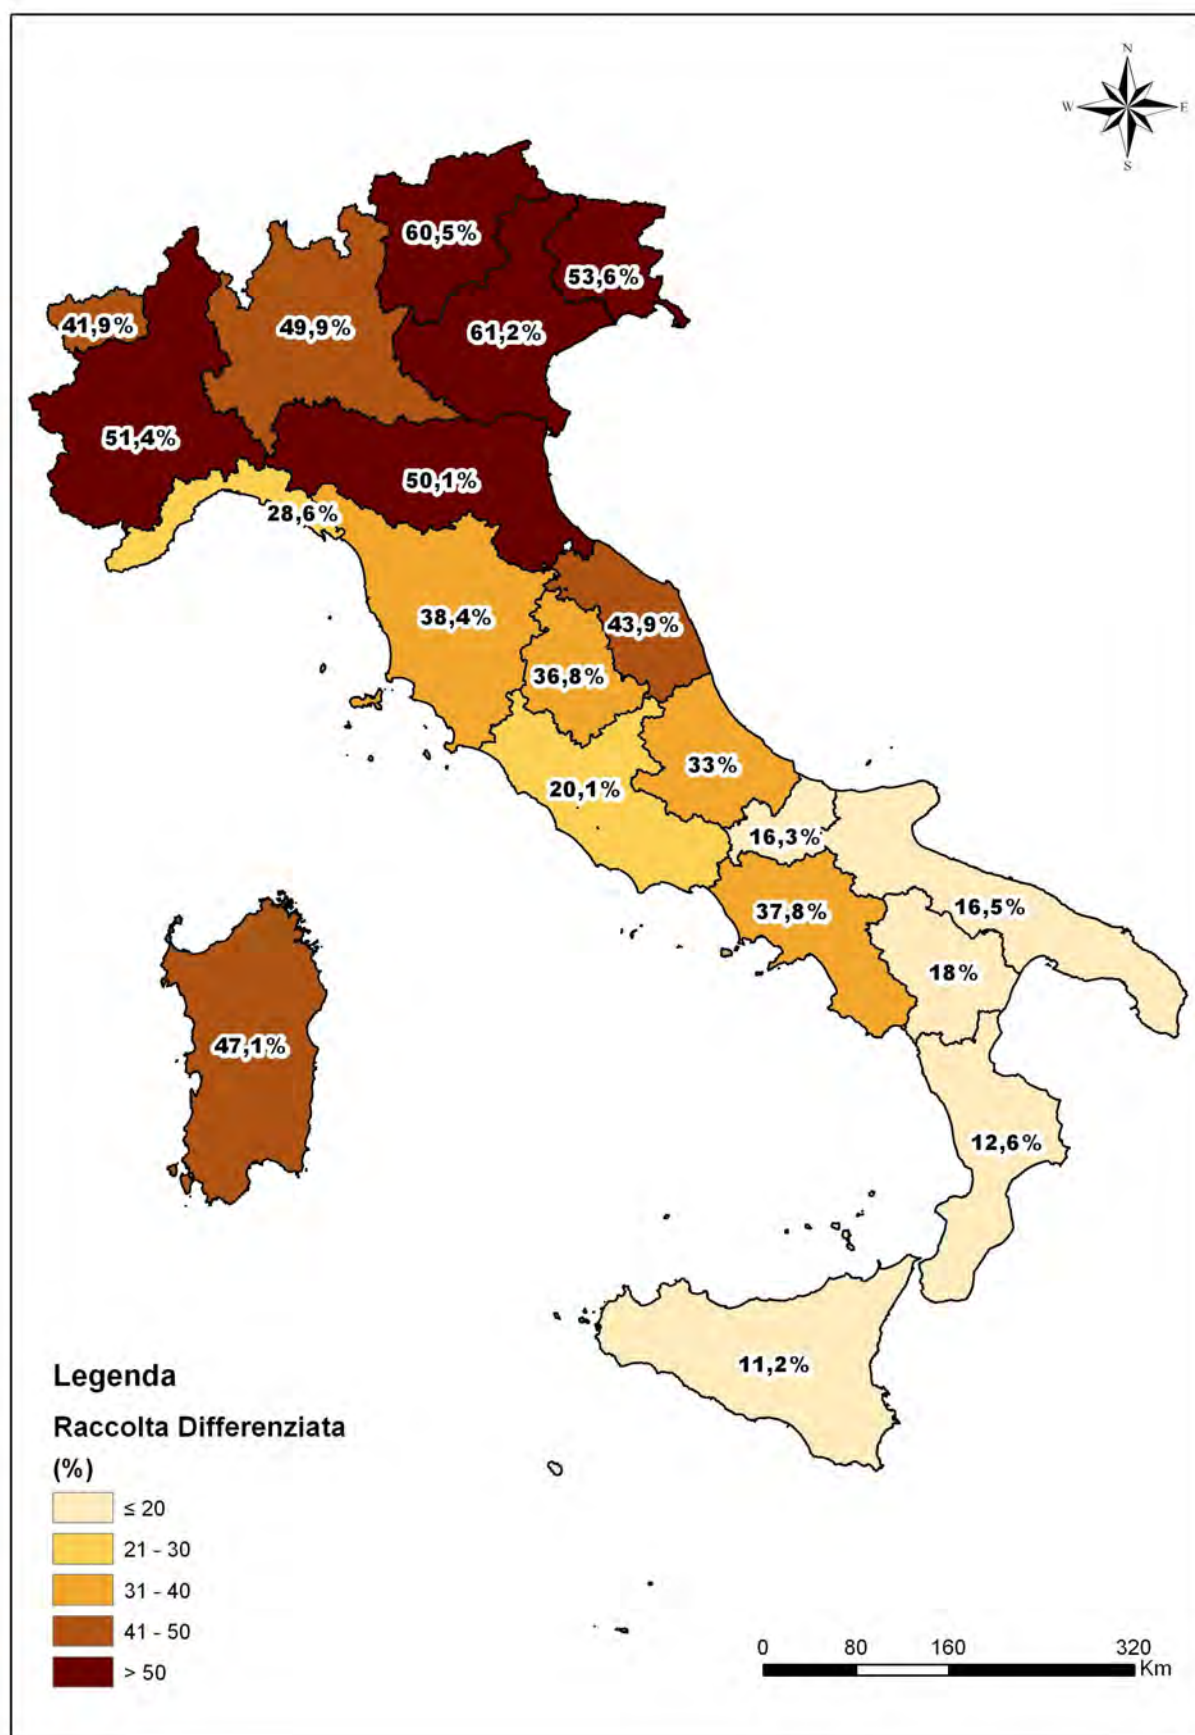 N
W E
S
60,5%
53,6%
41,9%
49,9%
61,2%
51,4%
50,1%
28,6%
38,4%
43,9%
36,8%
33%
20,1%
16,3%
37,8%
16,5%
18%
47,1%
12,6%
11,2%
Legenda
Raccolta Differenziata
(%)
≤ 20
21 - 30
31 - 40
41 - 50
> 50
0 80 160 320
Km